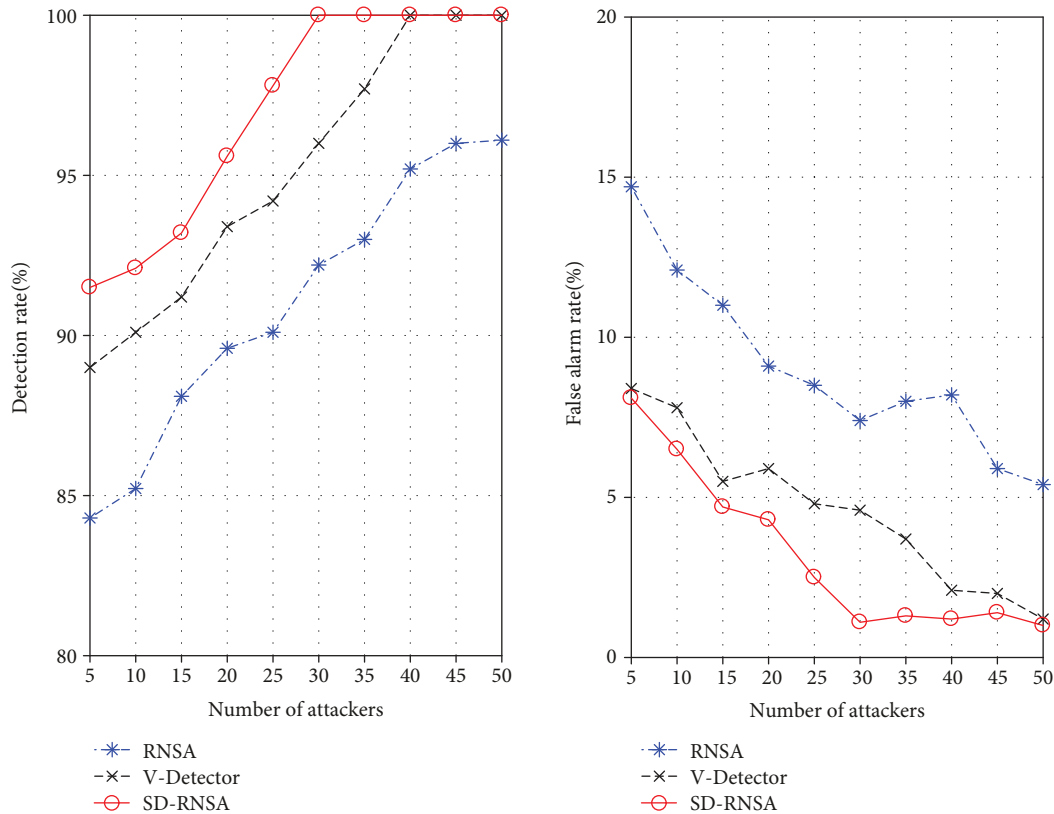 100
95
90
85
80
Detection rate(%)
5 10 15 20 25 30 35 40 45 50
Number of attackers
RNSA
V-Detector
SD-RNSA
20
15
10
5
0
False alarm rate(%)
5 10 15 20 25 30 35 40 45 50
Number of attackers
RNSA
V-Detector
SD-RNSA